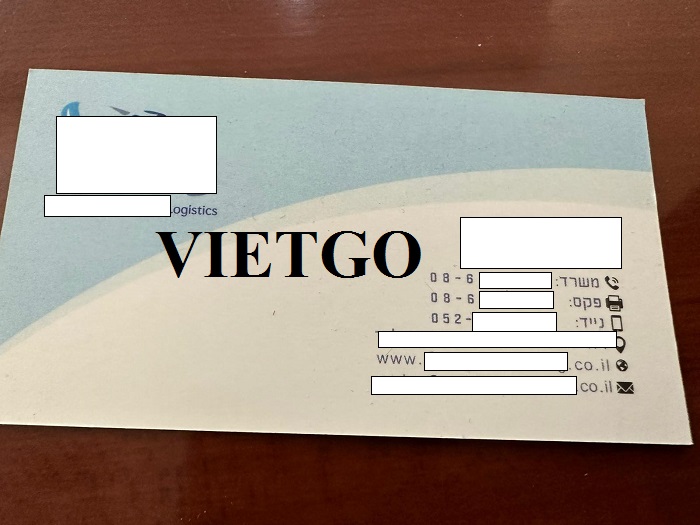 Logistics
VIETGO
משרד: 08-6
פקס: 08-6
נייד: 052-
www. g.co.il
co.il